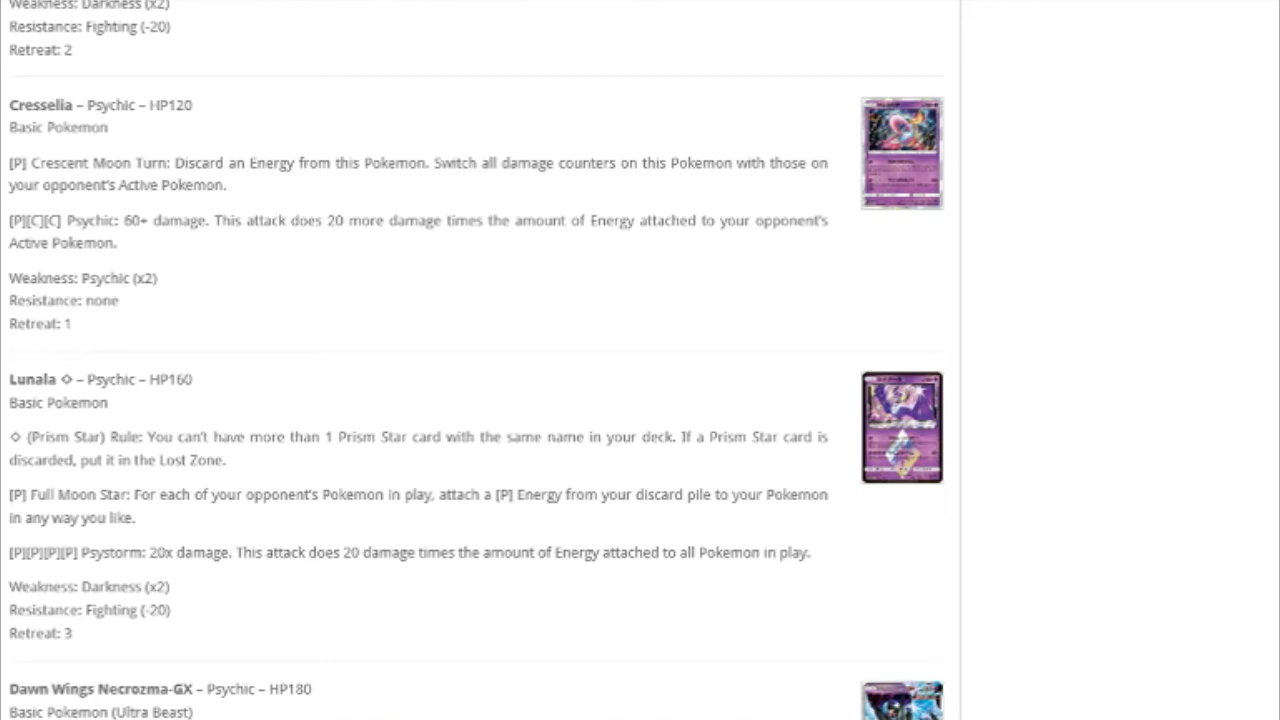 Weakness: Darkness (x2)
Resistance: Fighting (-20)
Retreat: 2
Cresselia – Psychic – HP120
Basic Pokemon
[P] Crescent Moon Turn: Discard an Energy from this Pokemon. Switch all damage counters on this Pokemon with those on
your opponent's Active Pokemon.
[P][C][C] Psychic: 60+ damage. This attack does 20 more damage times the amount of Energy attached to your opponent's
Active Pokemon.
Weakness: Psychic (x2)
Resistance: none
Retreat: 1
Lunala ◇ – Psychic – HP160
Basic Pokemon
◇ (Prism Star) Rule: You can't have more than 1 Prism Star card with the same name in your deck. If a Prism Star card is
discarded, put it in the Lost Zone.
[P] Full Moon Star: For each of your opponent's Pokemon in play, attach a [P] Energy from your discard pile to your Pokemon
in any way you like.
[P][P][P][P] Psystorm: 20x damage. This attack does 20 damage times the amount of Energy attached to all Pokemon in play.
Weakness: Darkness (x2)
Resistance: Fighting (-20)
Retreat: 3
Dawn Wings Necrozma-GX – Psychic – HP180
Basic Pokemon (Ultra Beast)